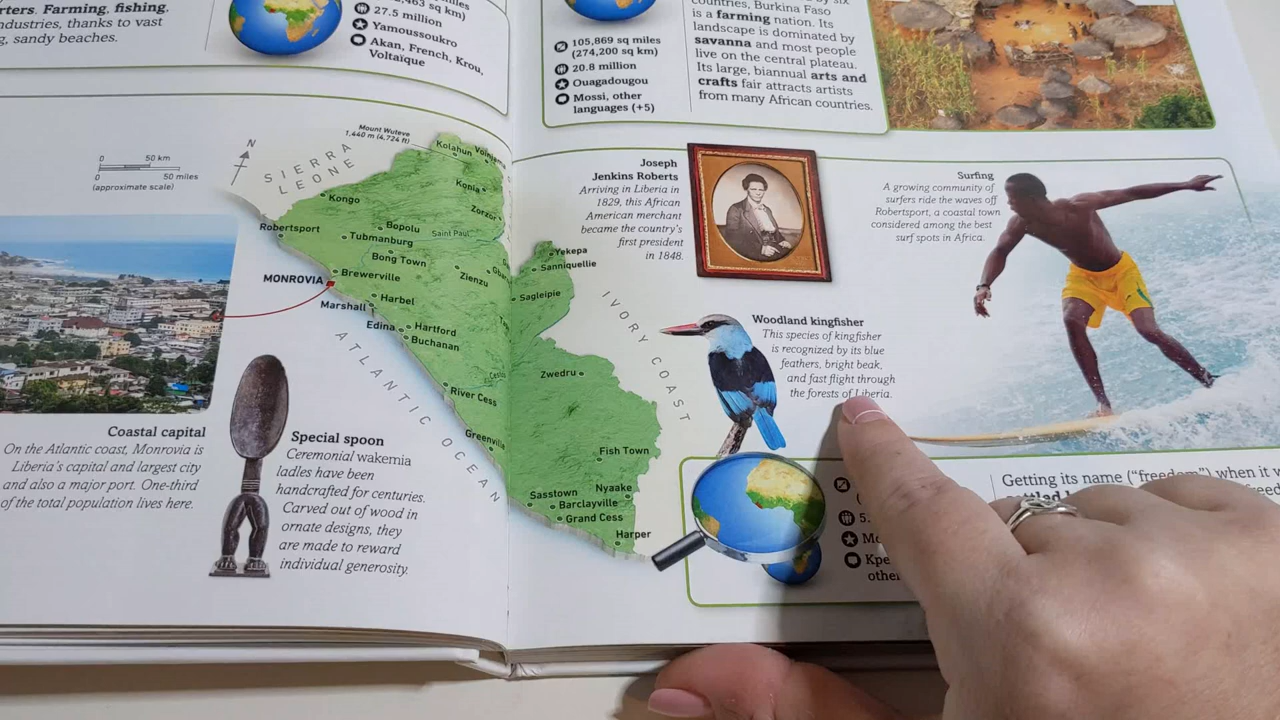 rters. Farming, fishing,
ndustries, thanks to vast
g, sandy beaches.
27.5 million
Yamoussoukro
Akan, French, Krou,
Voltaïque
105,869 sq miles
(274,200 sq km)
20.8 million
Ouagadougou
Mossi, other
languages (+5)
countries, Burkina Faso
is a farming nation. Its
landscape is dominated by
savanna and most people
live on the central plateau.
Its large, biannual arts and
crafts fair attracts artists
from many African countries.
0 50 km
0 50 miles
(approximate scale)
N
SIERRA
LEONE
Mount Wuteve
1,440 m (4,724 ft)
Kolahun
Konia
Kongo
Zorzor
Robertsport
Bopolu
Saint Paul
Tubmanburg
Bong Town
Yekepa
Sanniquellie
MONROVIA
Brewerville
Zienzu
Harbel
Marshall
Sagleipie
Edina
Hartford
Buchanan
IVORY COAST
ATLANTIC OCEAN
Zwedru
River Cess
Greenville
Fish Town
Sasstown
Nyaake
Barclayville
Grand Cess
Harper
Coastal capital
On the Atlantic coast, Monrovia is
Liberia's capital and largest city
and also a major port. One-third
of the total population lives here.
Special spoon
Ceremonial wakemia
ladles have been
handcrafted for centuries.
Carved out of wood in
ornate designs, they
are made to reward
individual generosity.
Joseph
Jenkins Roberts
Arriving in Liberia in
1829, this African
American merchant
became the country's
first president
in 1848.
Woodland kingfisher
This species of kingfisher
is recognized by its blue
feathers, bright beak,
and fast flight through
the forests of Liberia.
Surfing
A growing community of
surfers ride the waves off
Robertsport, a coastal town
considered among the best
surf spots in Africa.
Getting its name ("freedom") when it w
5.
Mo
Kpe
othe